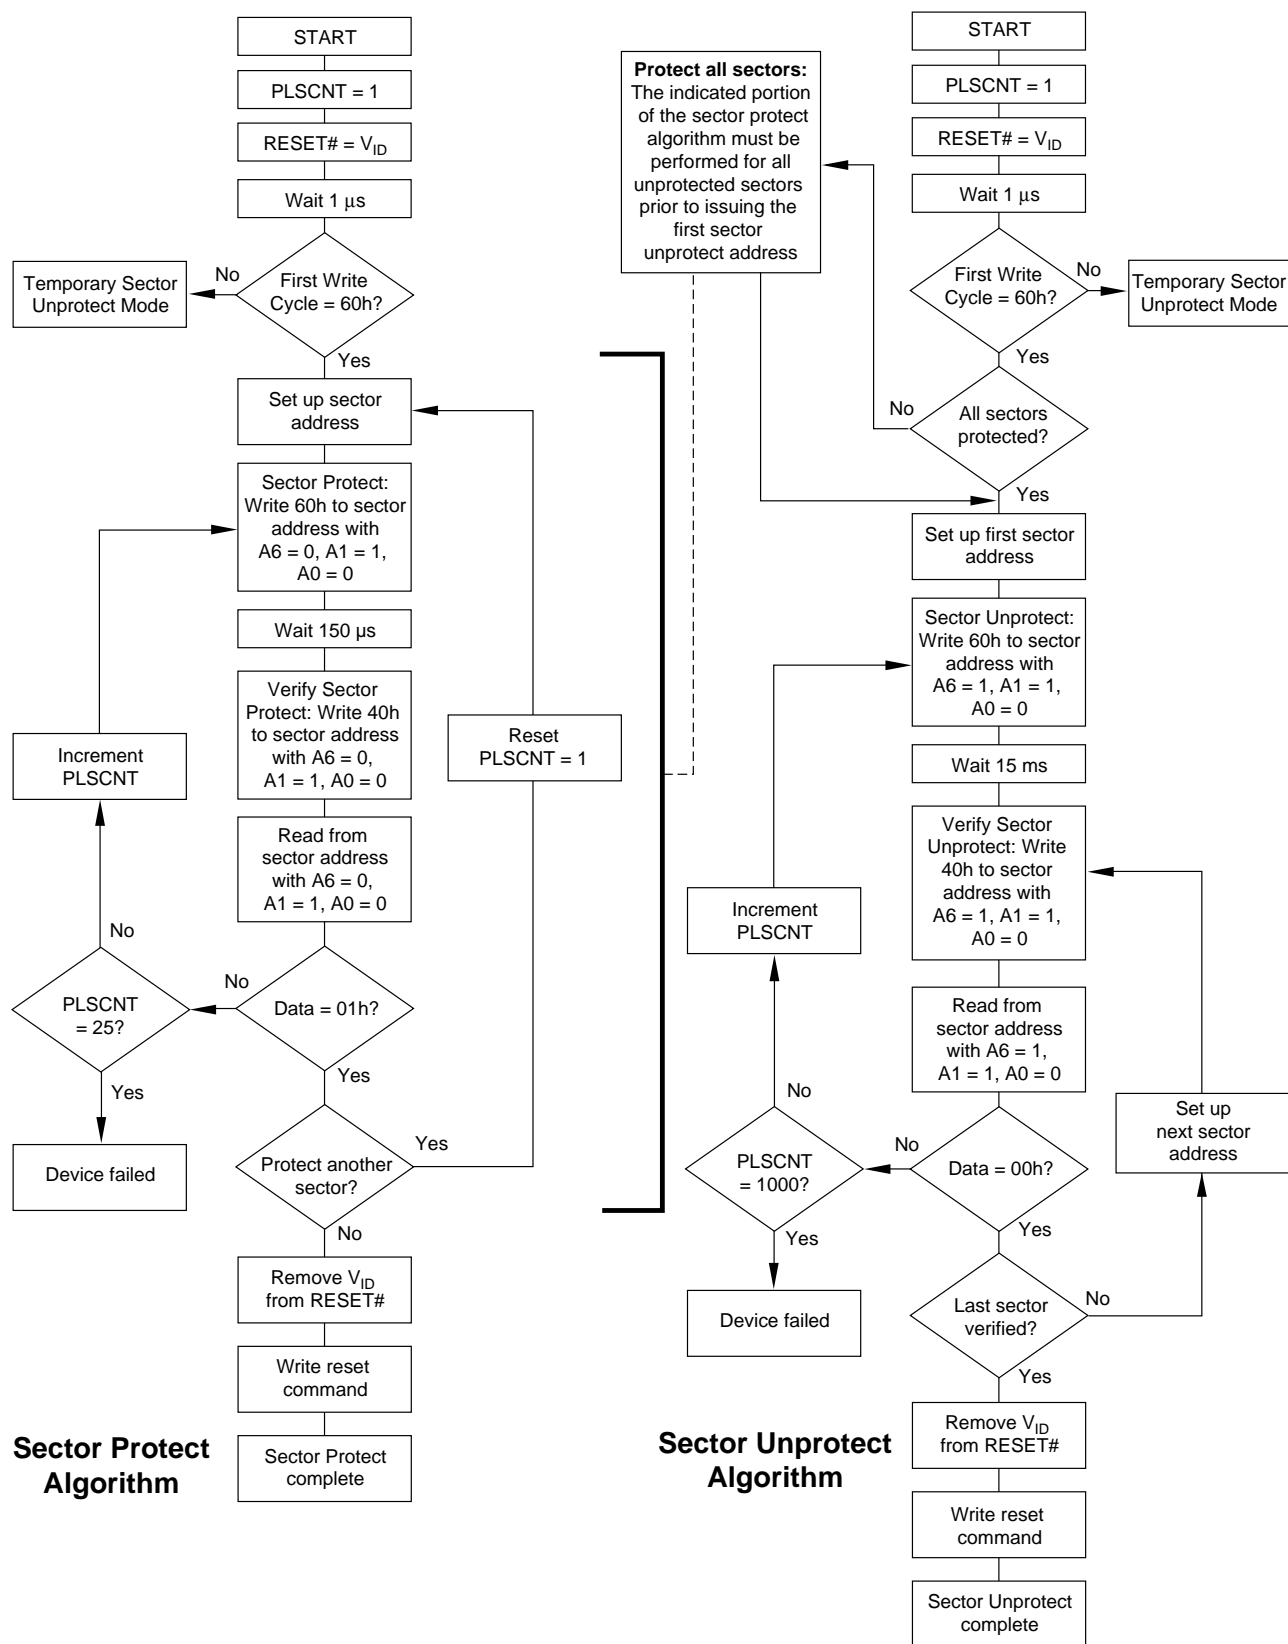 START
PLSCNT = 1
RESET# = VID
Wait 1 μs
First Write
Cycle = 60h?
No
Temporary Sector
Unprotect Mode
Yes
Set up sector
address
Sector Protect:
Write 60h to sector
address with
A6 = 0, A1 = 1,
A0 = 0
Wait 150 µs
Verify Sector
Protect: Write 40h
to sector address
with A6 = 0,
A1 = 1, A0 = 0
Reset
PLSCNT = 1
Increment
PLSCNT
Read from
sector address
with A6 = 0,
A1 = 1, A0 = 0
No
No
PLSCNT
= 25?
Data = 01h?
Yes
Yes
Device failed
Protect another
sector?
Yes
No
Remove VID
from RESET#
Write reset
command
Sector Protect
complete
Sector Protect
Algorithm
Protect all sectors:
The indicated portion
of the sector protect
algorithm must be
performed for all
unprotected sectors
prior to issuing the
first sector
unprotect address
START
PLSCNT = 1
RESET# = VID
Wait 1 μs
First Write
Cycle = 60h?
No
Temporary Sector
Unprotect Mode
Yes
No
All sectors
protected?
Yes
Set up first sector
address
Sector Unprotect:
Write 60h to sector
address with
A6 = 1, A1 = 1,
A0 = 0
Wait 15 ms
Verify Sector
Unprotect: Write
40h to sector
address with
A6 = 1, A1 = 1,
A0 = 0
Increment
PLSCNT
Read from
sector address
with A6 = 1,
A1 = 1, A0 = 0
No
Set up
next sector
address
No
PLSCNT
= 1000?
Data = 00h?
Yes
Yes
Device failed
Last sector
verified?
No
Yes
Remove VID
from RESET#
Write reset
command
Sector Unprotect
complete
Sector Unprotect
Algorithm